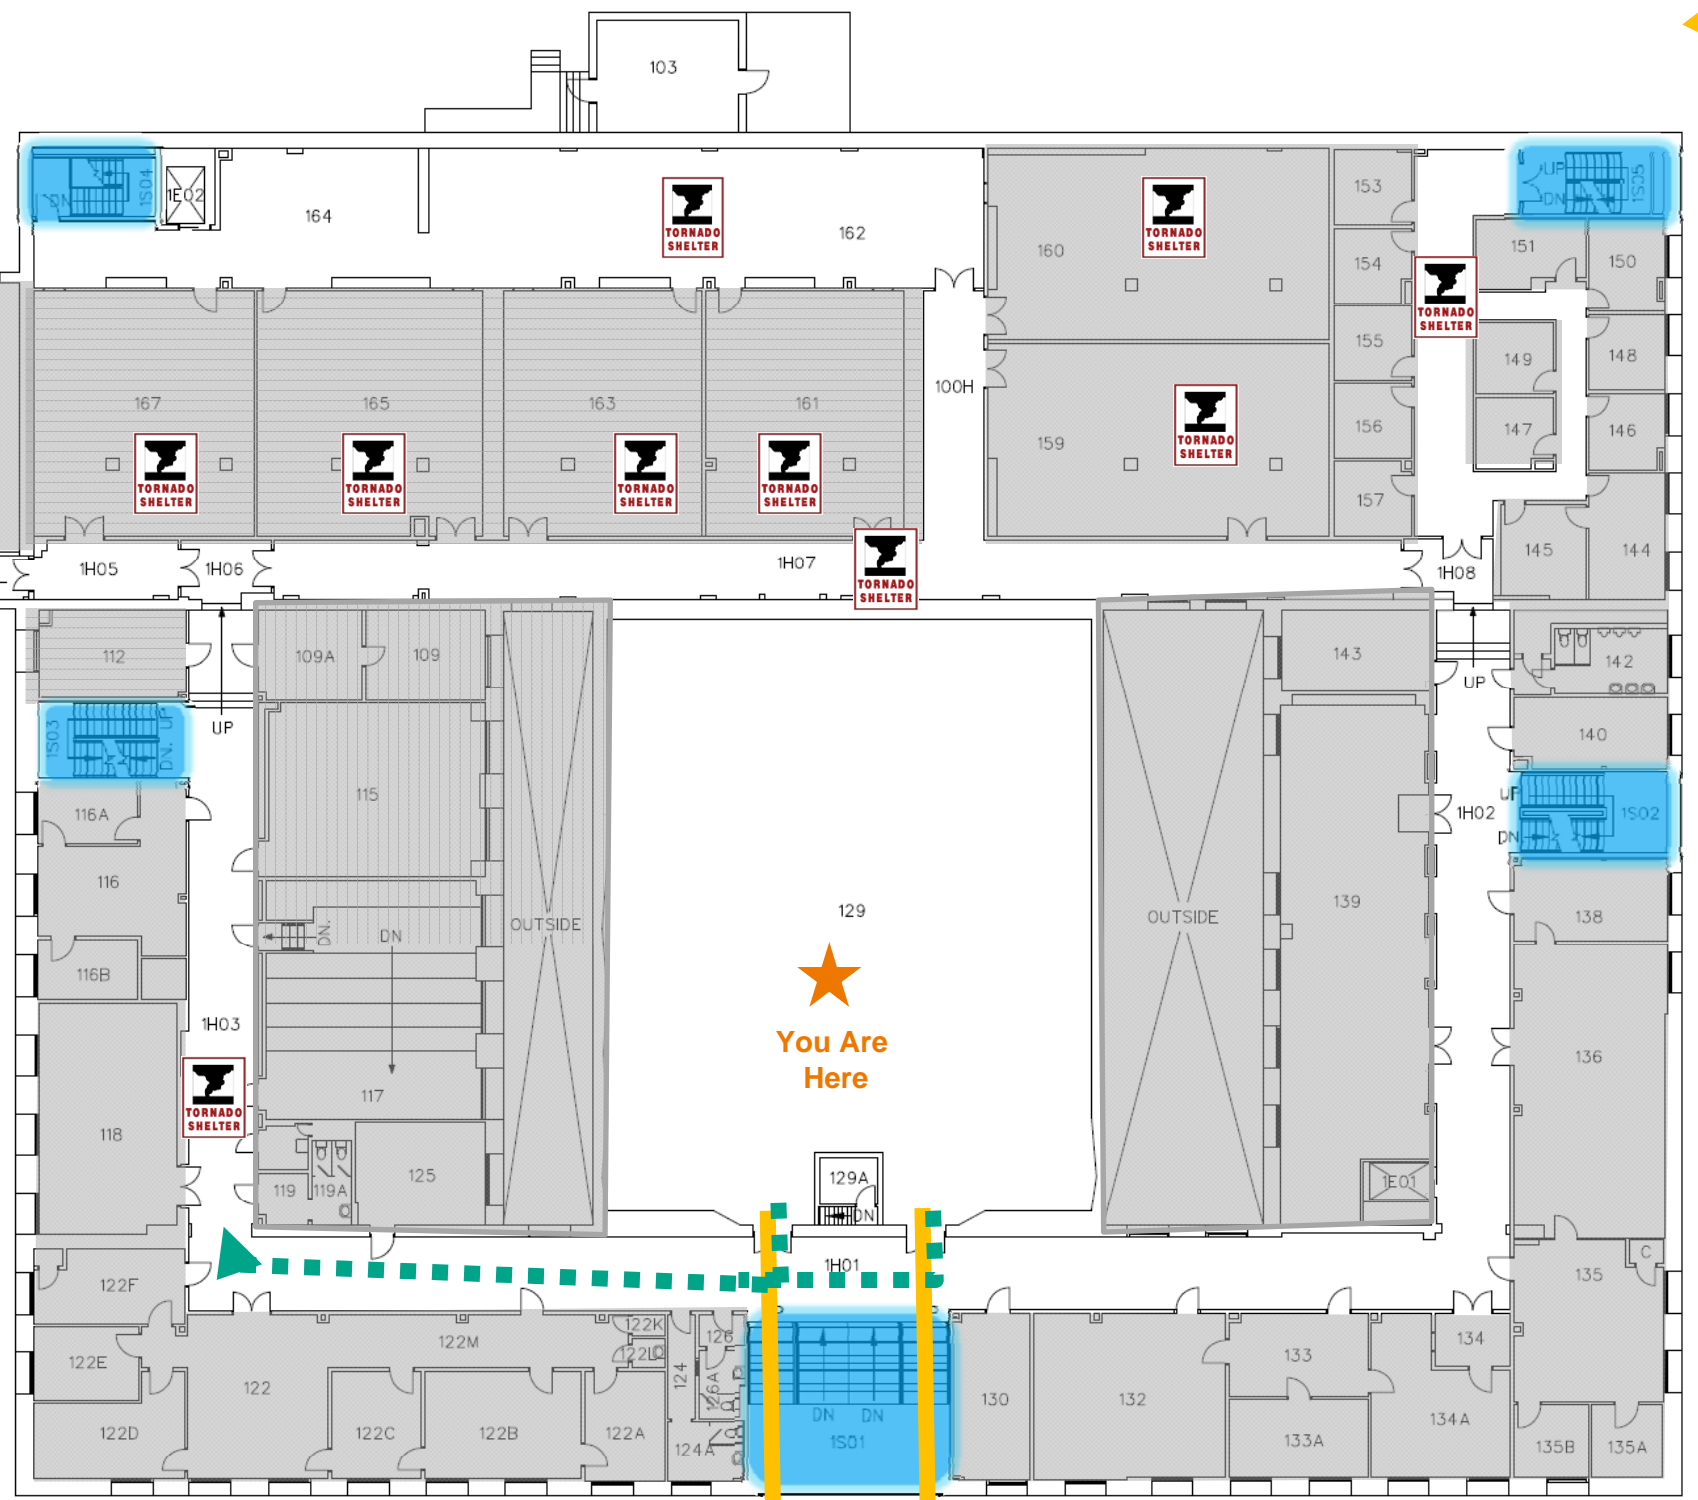 103
1S04
DN
1E02
164
TORNADO
SHELTER
162
TORNADO
SHELTER
160
153
154
UP
DN
1S05
151
150
TORNADO
SHELTER
155
149
148
167
165
163
161
100H
159
TORNADO
SHELTER
156
147
146
TORNADO
SHELTER
TORNADO
SHELTER
TORNADO
SHELTER
TORNADO
SHELTER
157
145
144
1H05
1H06
1H07
TORNADO
SHELTER
1H08
112
109A
109
143
142
UP
UP
1S03
DN. UP
140
115
116A
1H02
UP
DN
1S02
116
139
138
129
OUTSIDE
OUTSIDE
DN.
DN
116B
1H03
You Are
Here
136
TORNADO
SHELTER
117
118
125
119
119A
129A
DN
1E01
1H01
122F
135
C
122K
126
122M
122L
122E
133
134
124
126A
122
130
132
DN DN
1S01
134A
122D
122C
122B
122A
124A
133A
135B
135A